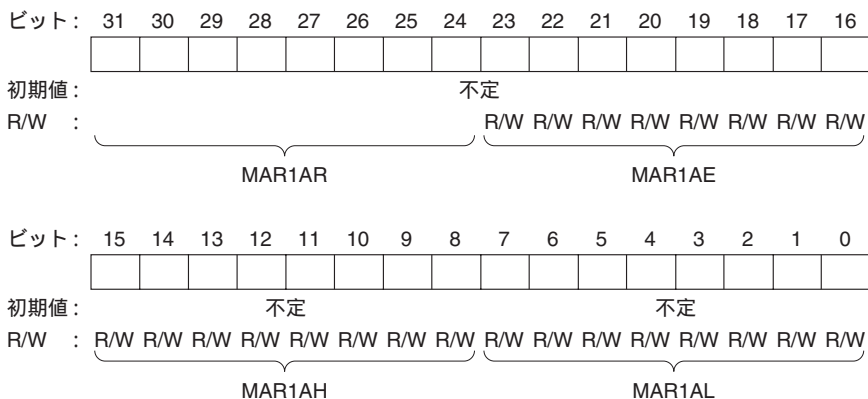 ビット： 31 30 29 28 27 26 25 24 23 22 21 20 19 18 17 16
初期値： 不定
R/W ： R/W R/W R/W R/W R/W R/W R/W R/W
MAR1AR MAR1AE
ビット： 15 14 13 12 11 10 9 8 7 6 5 4 3 2 1 0
初期値： 不定 不定
R/W ： R/W R/W R/W R/W R/W R/W R/W R/W R/W R/W R/W R/W R/W R/W R/W R/W
MAR1AH MAR1AL